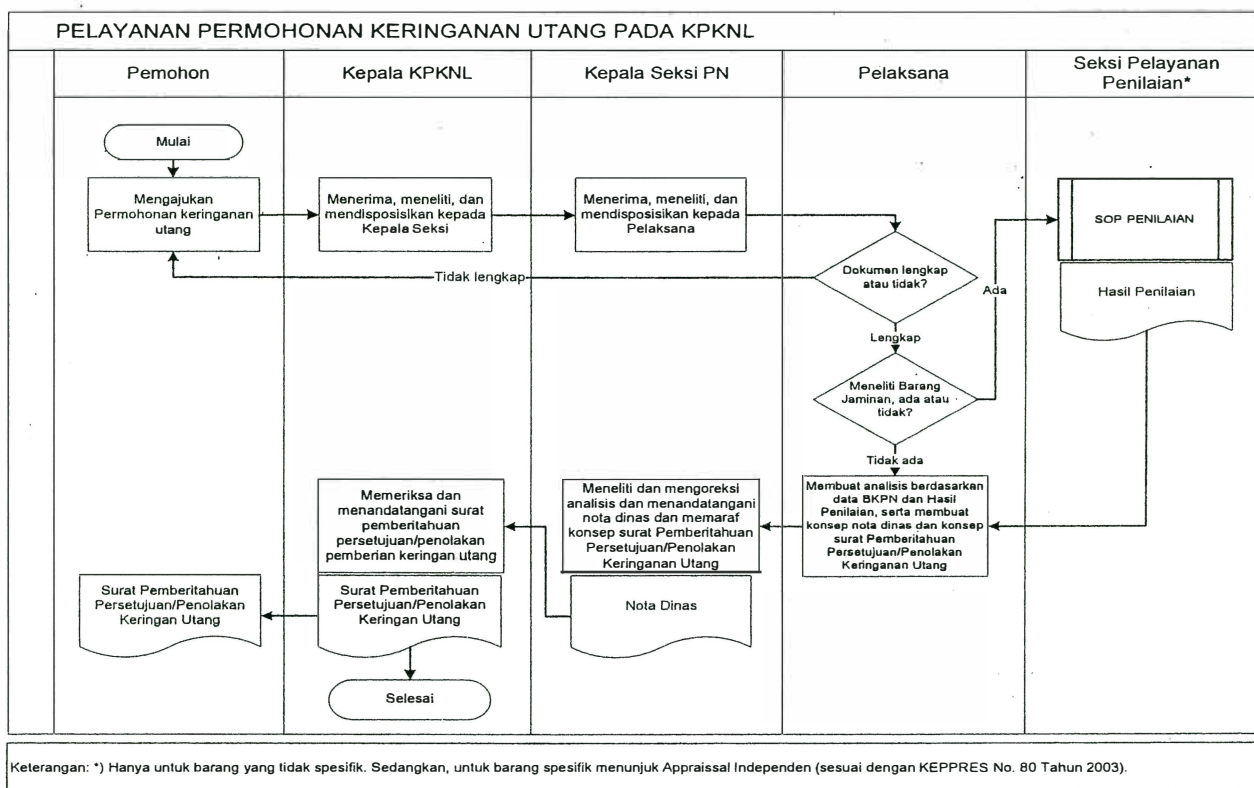 PELAYANAN PERMOHONAN KERINGANAN UTANG PADA KPKNL
Pemohon
Kepala KPKNL
Kepala Seksi PN
Pelaksana
Seksi Pelayanan
Penilaian*
Mulai
Mengajukan
Permohonan keringanan
utang
Menerima, meneliti, dan
mendisposisikan kepada
Kepala Seksi
Menerima, meneliti, dan
mendisposisikan kepada
Pelaksana
SOP PENILAIAN
Tidak lengkap
Dokumen lengkap
atau tidak?
Ada
Hasil Penilaian
Lengkap
Meneliti Barang
Jaminan, ada atau
tidak?
Tidak ada
Memeriksa dan
menandatangani surat
pemberitahuan
persetujuan/penolakan
pemberian keringan utang
Meneliti dan mengoreksi
analisis dan menandatangani
nota dinas dan memaraf
konsep surat Pemberitahuan
Persetujuan/Penolakan
Keringanan Utang
Membuat analisis berdasarkan
data BKPN dan Hasil
Penilaian, serta membuat
konsep nota dinas dan konsep
surat Pemberitahuan
Persetujuan/Penolakan
Keringanan Utang
Surat Pemberitahuan
Persetujuan/Penolakan
Keringan Utang
Surat Pemberitahuan
Persetujuan/Penolakan
Keringan Utang
Nota Dinas
Selesai
Keterangan: *) Hanya untuk barang yang tidak spesifik. Sedangkan, untuk barang spesifik menunjuk Appraissal Independen (sesuai dengan KEPPRES No. 80 Tahun 2003).